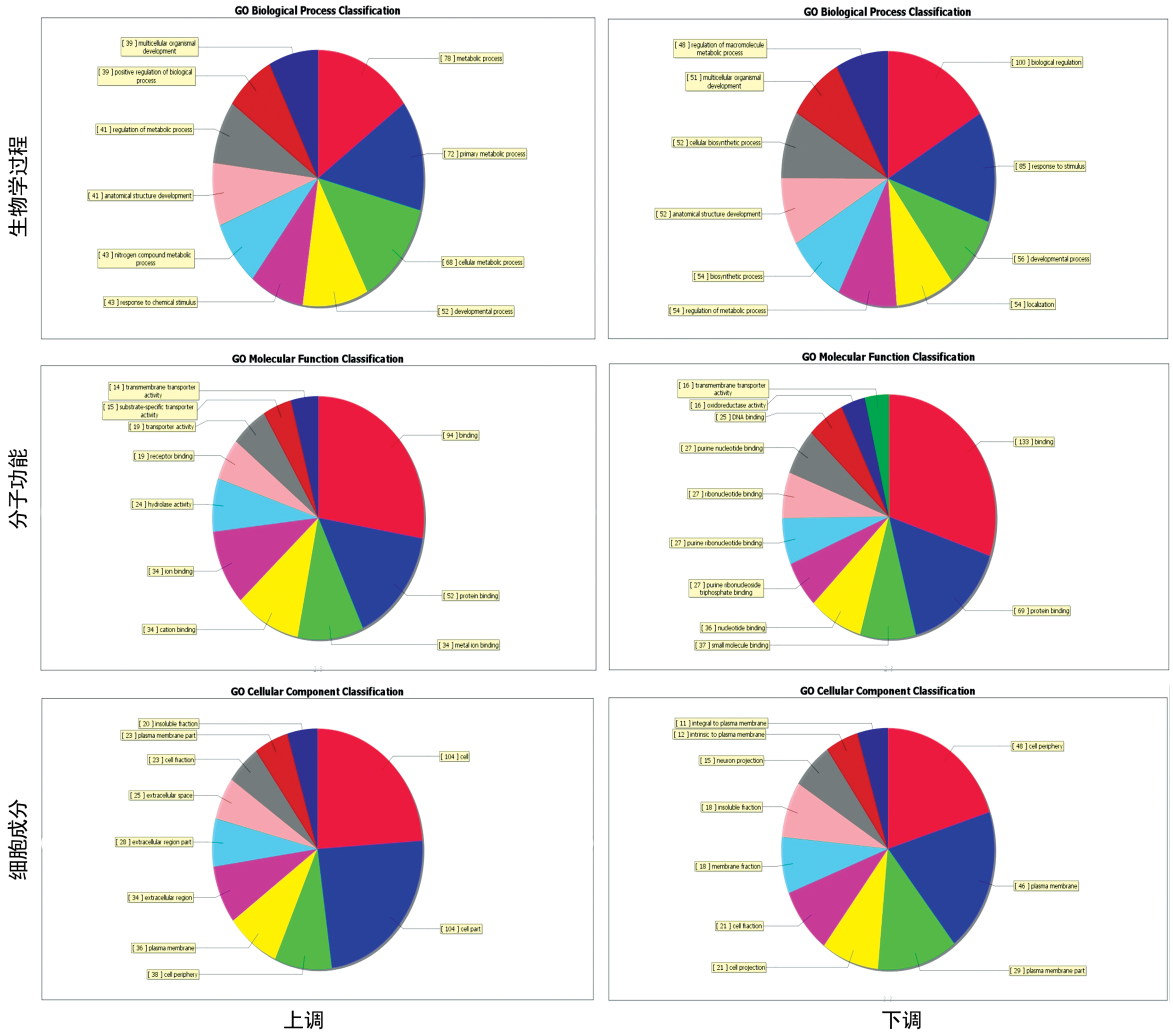 GO Biological Process Classification
[ 39 ] multicellular organismal
development
[ 78 ] metabolic process
[ 39 ] positive regulation of biological
process
[ 41 ] regulation of metabolic process
[ 72 ] primary metabolic process
[ 41 ] anatomical structure development
[ 43 ] nitrogen compound metabolic
process
[ 68 ] cellular metabolic process
[ 43 ] response to chemical stimulus
[ 52 ] developmental process
GO Biological Process Classification
[ 48 ] regulation of macromolecule
metabolic process
[ 100 ] biological regulation
[ 51 ] multicellular organismal
development
[ 52 ] cellular biosynthetic process
[ 85 ] response to stimulus
[ 52 ] anatomical structure development
[ 56 ] developmental process
[ 54 ] biosynthetic process
[ 54 ] localization
[ 54 ] regulation of metabolic process
生物学过程
GO Molecular Function Classification
[ 14 ] transmembrane transporter
activity
[ 15 ] substrate-specific transporter
activity
[ 19 ] transporter activity
[ 94 ] binding
[ 19 ] receptor binding
[ 24 ] hydrolase activity
[ 34 ] ion binding
[ 52 ] protein binding
[ 34 ] cation binding
[ 34 ] metal ion binding
GO Molecular Function Classification
[ 16 ] transmembrane transporter
activity
[ 16 ] oxidoreductase activity
[ 25 ] DNA binding
[ 133 ] binding
[ 27 ] purine nucleotide binding
[ 27 ] ribonucleotide binding
[ 27 ] purine ribonucleotide binding
[ 27 ] purine ribonucleoside
triphosphate binding
[ 69 ] protein binding
[ 36 ] nucleotide binding
[ 37 ] small molecule binding
分子功能
GO Cellular Component Classification
[ 20 ] insoluble fraction
[ 23 ] plasma membrane part
[ 104 ] cell
[ 23 ] cell fraction
[ 25 ] extracellular space
[ 28 ] extracellular region part
[ 34 ] extracellular region
[ 104 ] cell part
[ 36 ] plasma membrane
[ 38 ] cell periphery
GO Cellular Component Classification
[ 11 ] integral to plasma membrane
[ 12 ] intrinsic to plasma membrane
[ 48 ] cell periphery
[ 15 ] neuron projection
[ 18 ] insoluble fraction
[ 18 ] membrane fraction
[ 46 ] plasma membrane
[ 21 ] cell fraction
[ 21 ] cell projection
[ 29 ] plasma membrane part
细胞成分
上调
下调